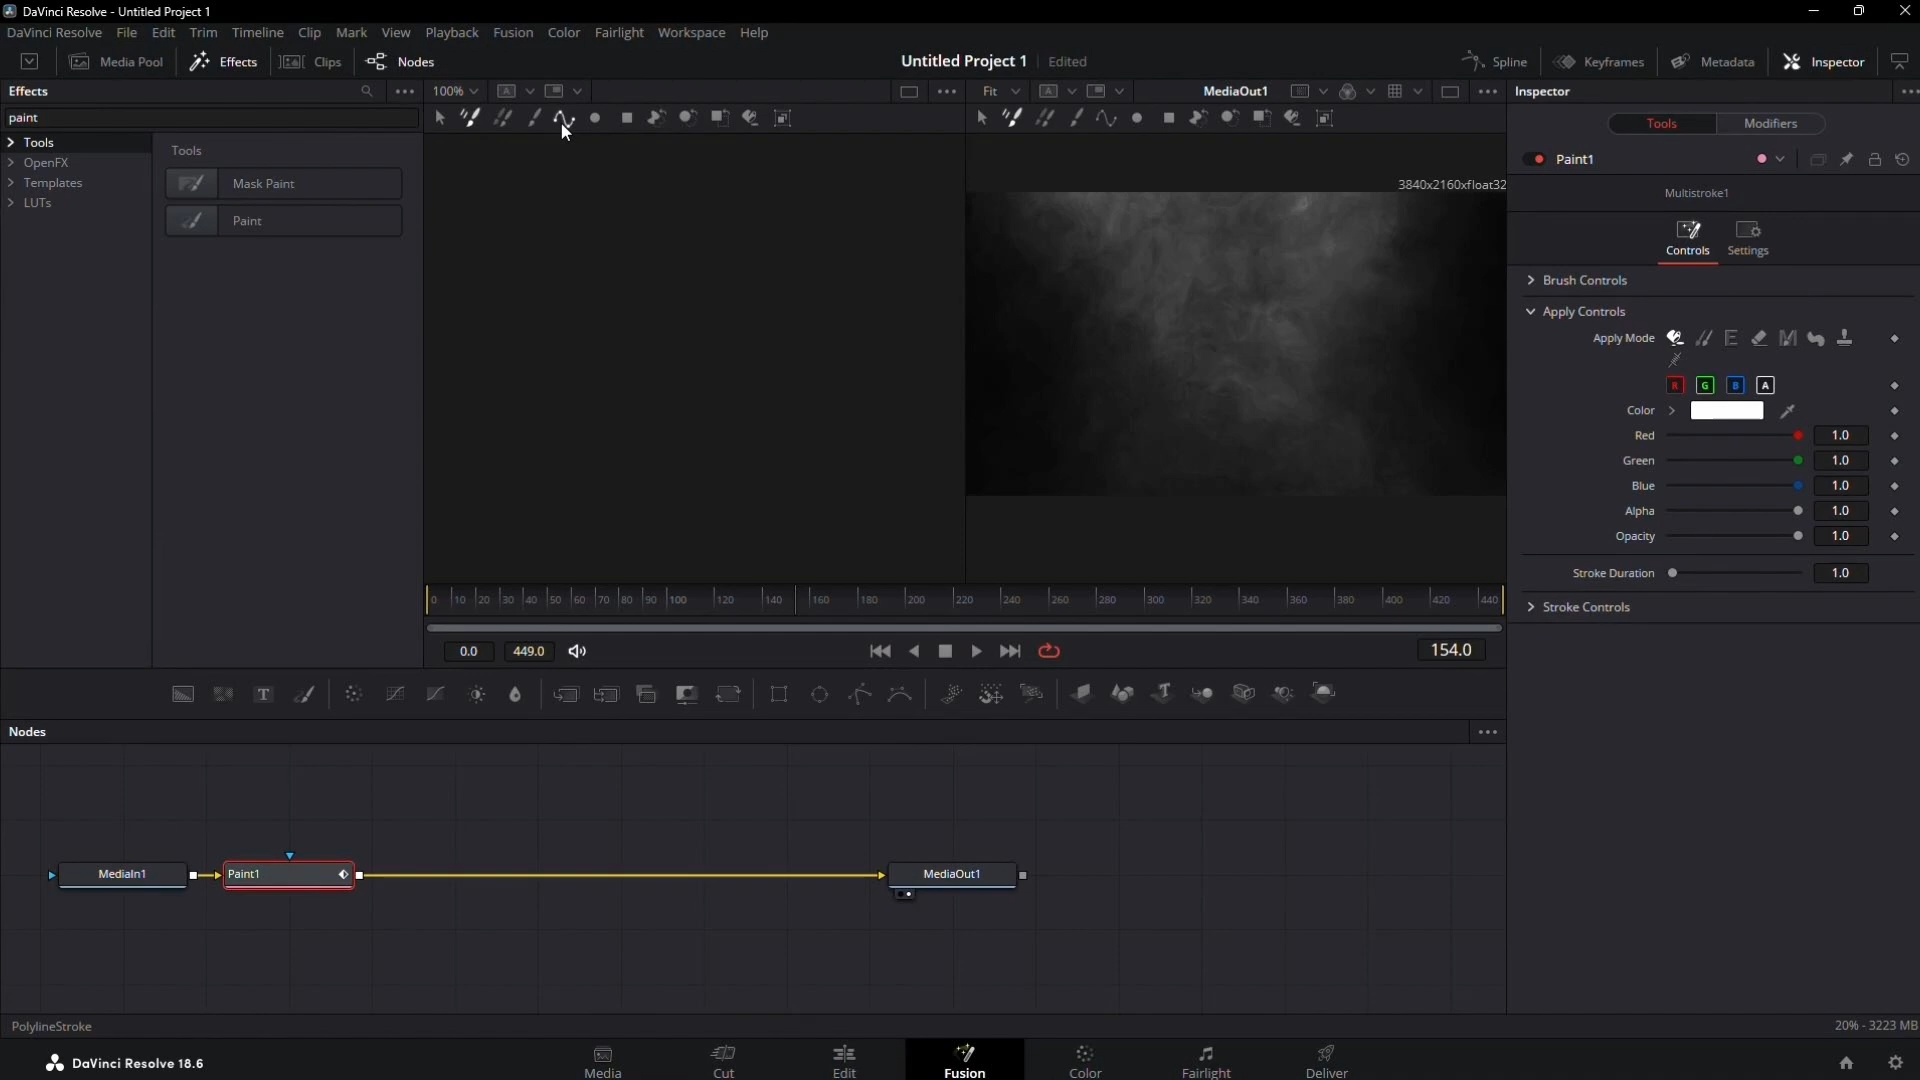 DaVinci Resolve - Untitled Project 1
DaVinci Resolve File Edit Trim Timeline Clip Mark View Playback Fusion Color Fairlight Workspace Help
Media Pool Effects Clips Nodes Untitled Project 1 Edited Spline Keyframes Metadata Inspector
Effects 100% A Fit A MediaOut1 Inspector
paint
Tools Modifiers
Tools
OpenFX
Templates
LUTs
Tools
Mask Paint
Paint
3840x2160xfloat32
Paint1
Multistroke1
Controls Settings
Brush Controls
Apply Controls
Apply Mode
R G B A
Color
Red 1.0
Green 1.0
Blue 1.0
Alpha 1.0
Opacity 1.0
Stroke Duration 1.0
Stroke Controls
0 10 20 30 40 50 60 70 80 90 100 120 140 160 180 200 220 240 260 280 300 320 340 360 380 400 420 440
0.0 449.0 154.0
T T
Nodes
MediaIn1 Paint1 MediaOut1
PolylineStroke 20% - 3223 MB
DaVinci Resolve 18.6 Media Cut Edit Fusion Color Fairlight Deliver